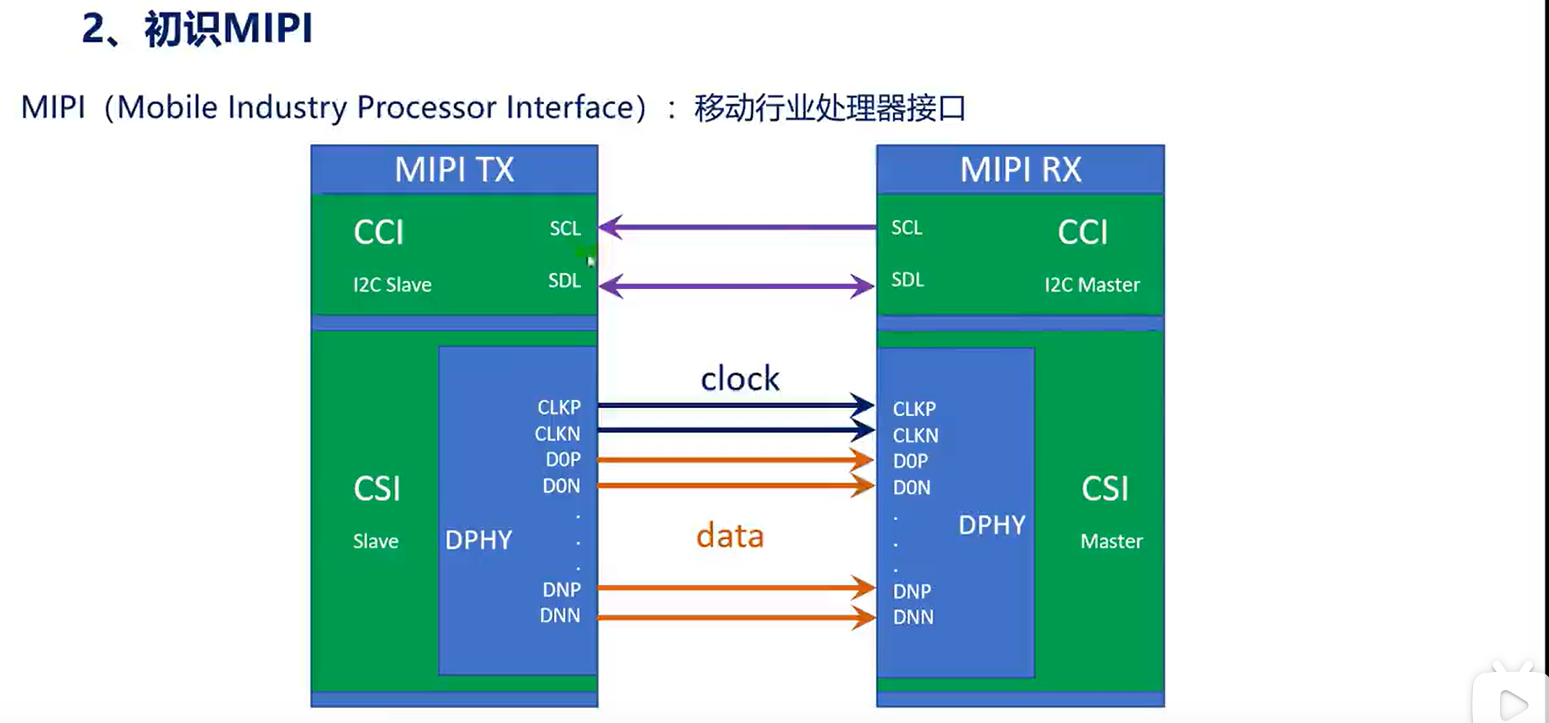 2、初识MIPI
MIPI（Mobile Industry Processor Interface）：移动行业处理器接口
MIPI TX
CCI
SCL
I2C Slave
SDL
CSI
Slave
DPHY
CLKP
CLKN
D0P
D0N
.
.
.
DNP
DNN
clock
data
MIPI RX
SCL
CCI
SDL
I2C Master
CLKP
CLKN
D0P
D0N
.
.
.
DNP
DNN
DPHY
CSI
Master